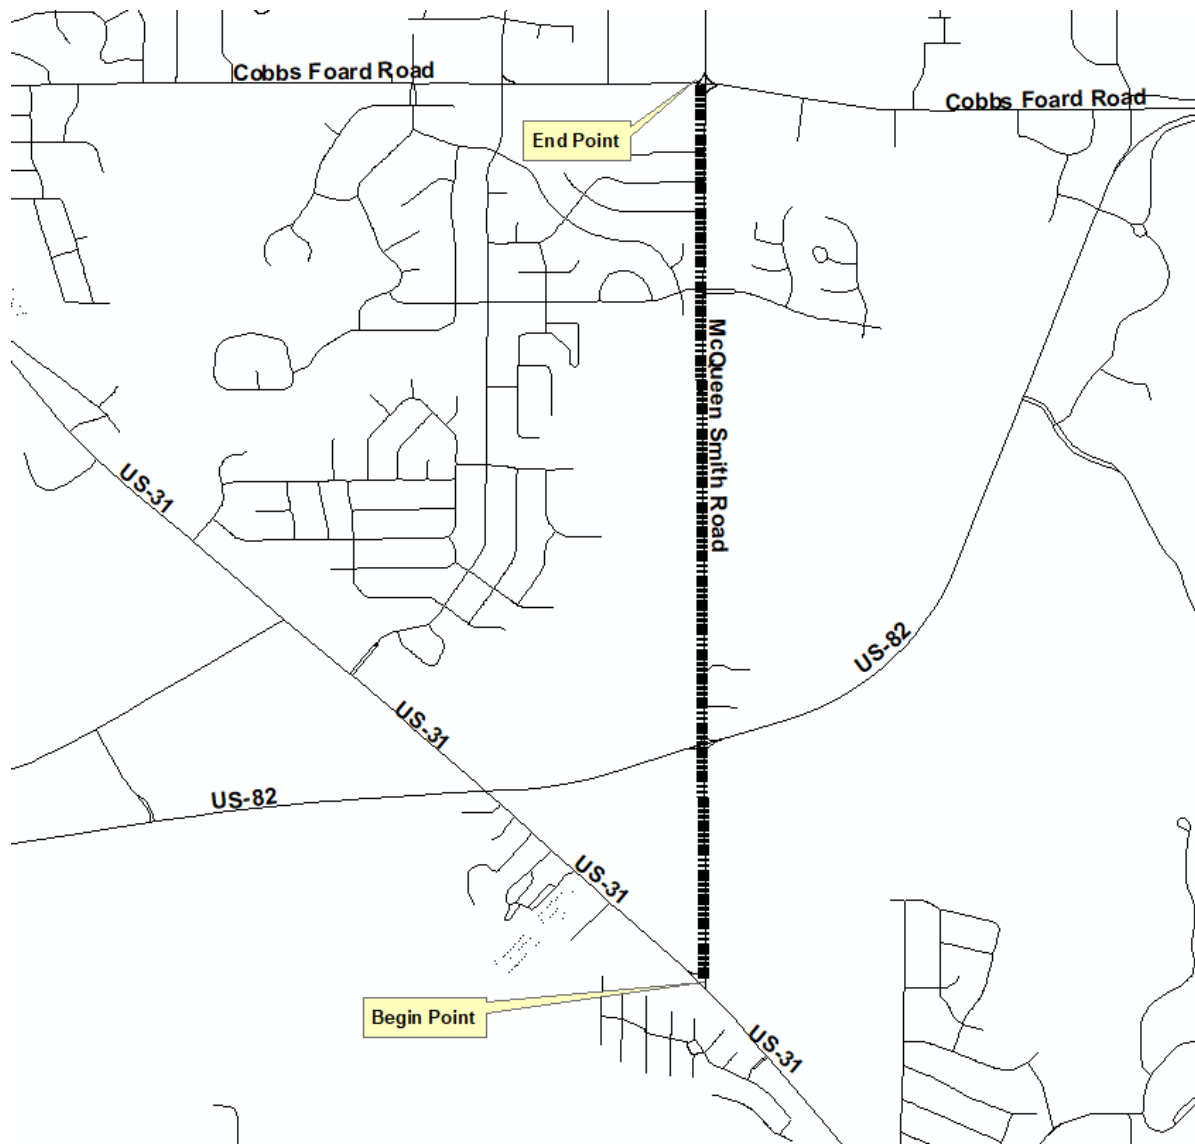 Cobbs Foard Road
Cobbs Foard Road
End Point
McQueen Smith Road
US-31
US-82
US-31
US-82
US-31
Begin Point
US-31